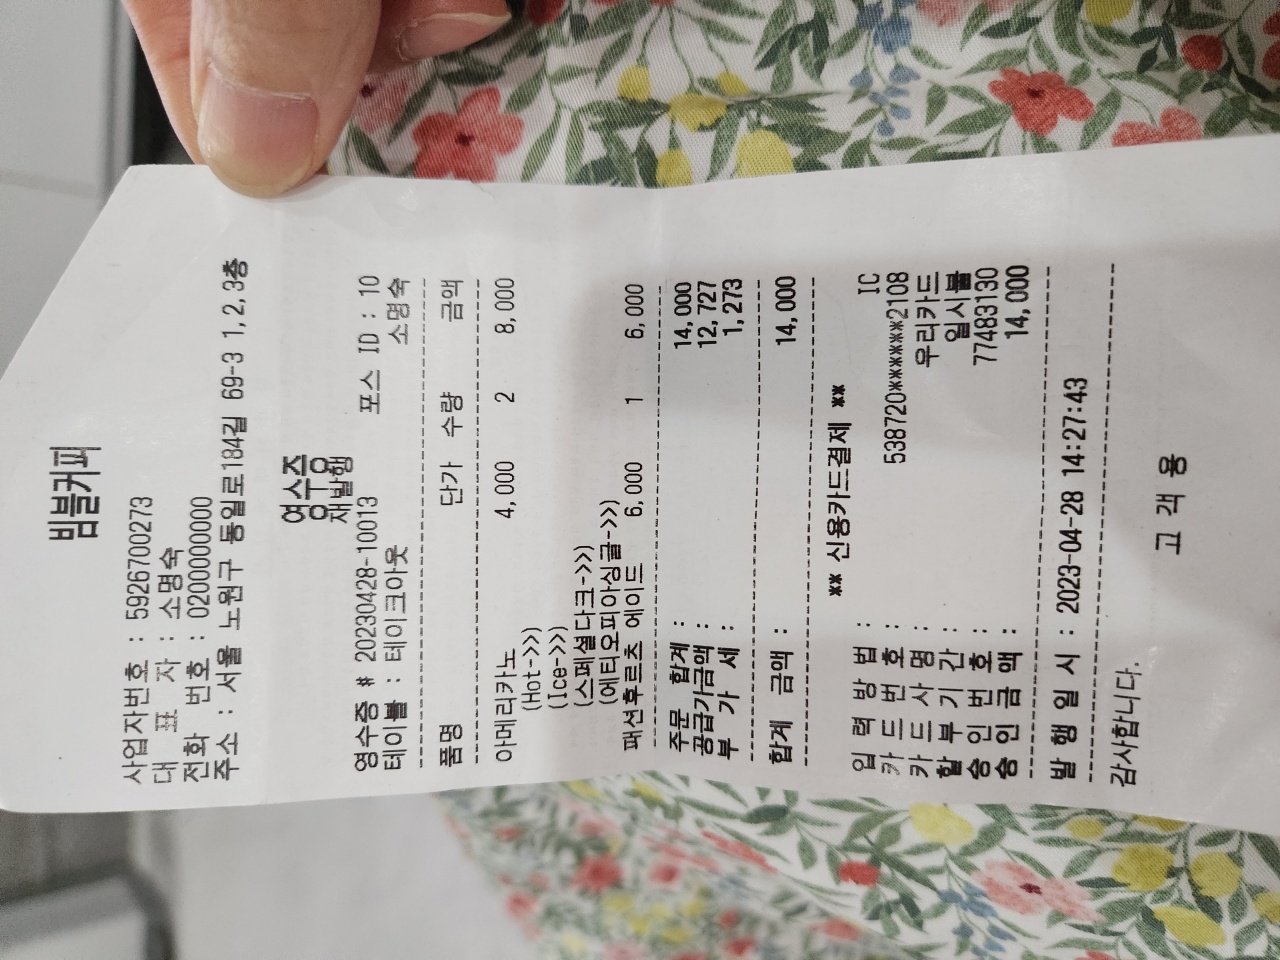 빔블커피
사업자번호 : 59267700273
대 표 자 : 소명숙
전화 번호 : 0200000000
주소 : 서울 노원구 동일로184길 69-3 1,2,3층
영수증
재발행
영수증 # 20230428-10013 포스 ID : 10
테이블 : 테이크아웃 소명숙
품명 단가 수량 금액
아메리카노 4,000 2 8,000
(Hot->>)
(Ice->>)
(스페셜다크->>)
(에티오피아싱글->>)
패션후르츠 에이드 6,000 1 6,000
주문 합계 : 14,000
공급가금액 : 12,727
부 가 세 : 1,273
합계 금액 : 14,000
** 신용카드결제 **
입 력 방 법 : IC
카 드 번 호 : 538720******2108
카 드 사 명 : 우리카드
할 부 기 간 : 일시불
승 인 번 호 : 77483130
승 인 금 액 : 14,000
발 행 일 시 : 2023-04-28 14:27:43
감사합니다.
고 객 용